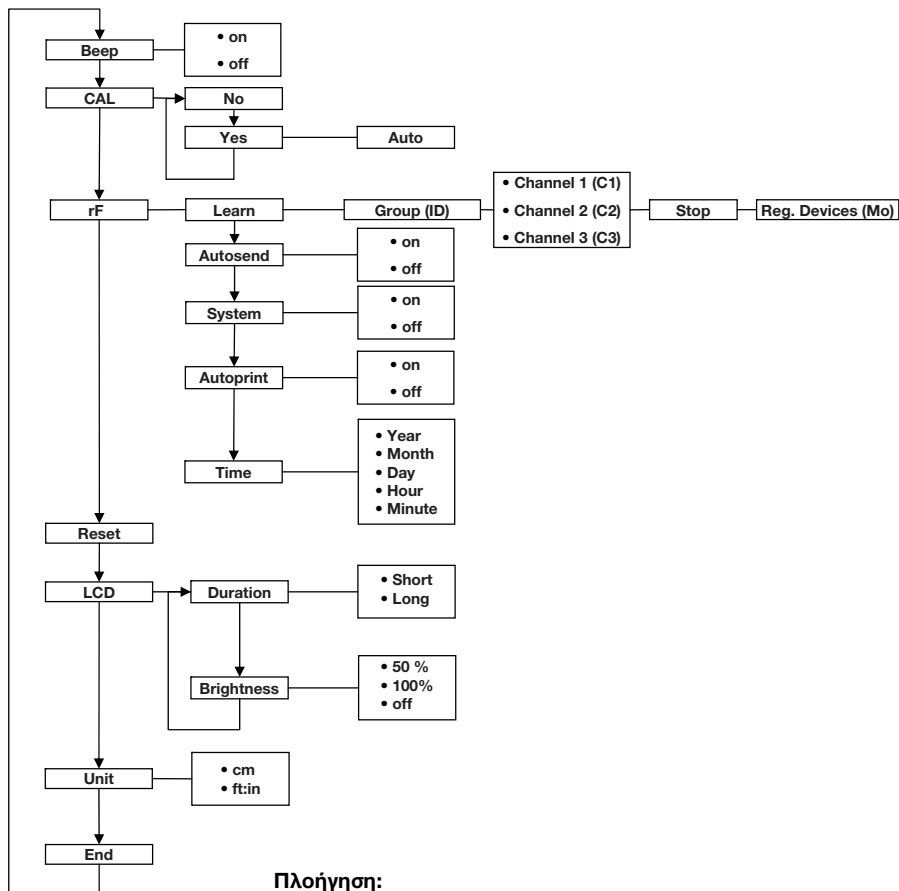 Beep
• on
• off
CAL
No
Yes
Auto
rF
Learn
Group (ID)
• Channel 1 (C1)
• Channel 2 (C2)
• Channel 3 (C3)
Stop
Reg. Devices (Mo)
Autosend
• on
• off
System
• on
• off
Autoprint
• on
• off
Time
• Year
• Month
• Day
• Hour
• Minute
Reset
LCD
Duration
• Short
• Long
Brightness
• 50 %
• 100%
• off
Unit
• cm
• ft:in
End
Πλοήγηση: